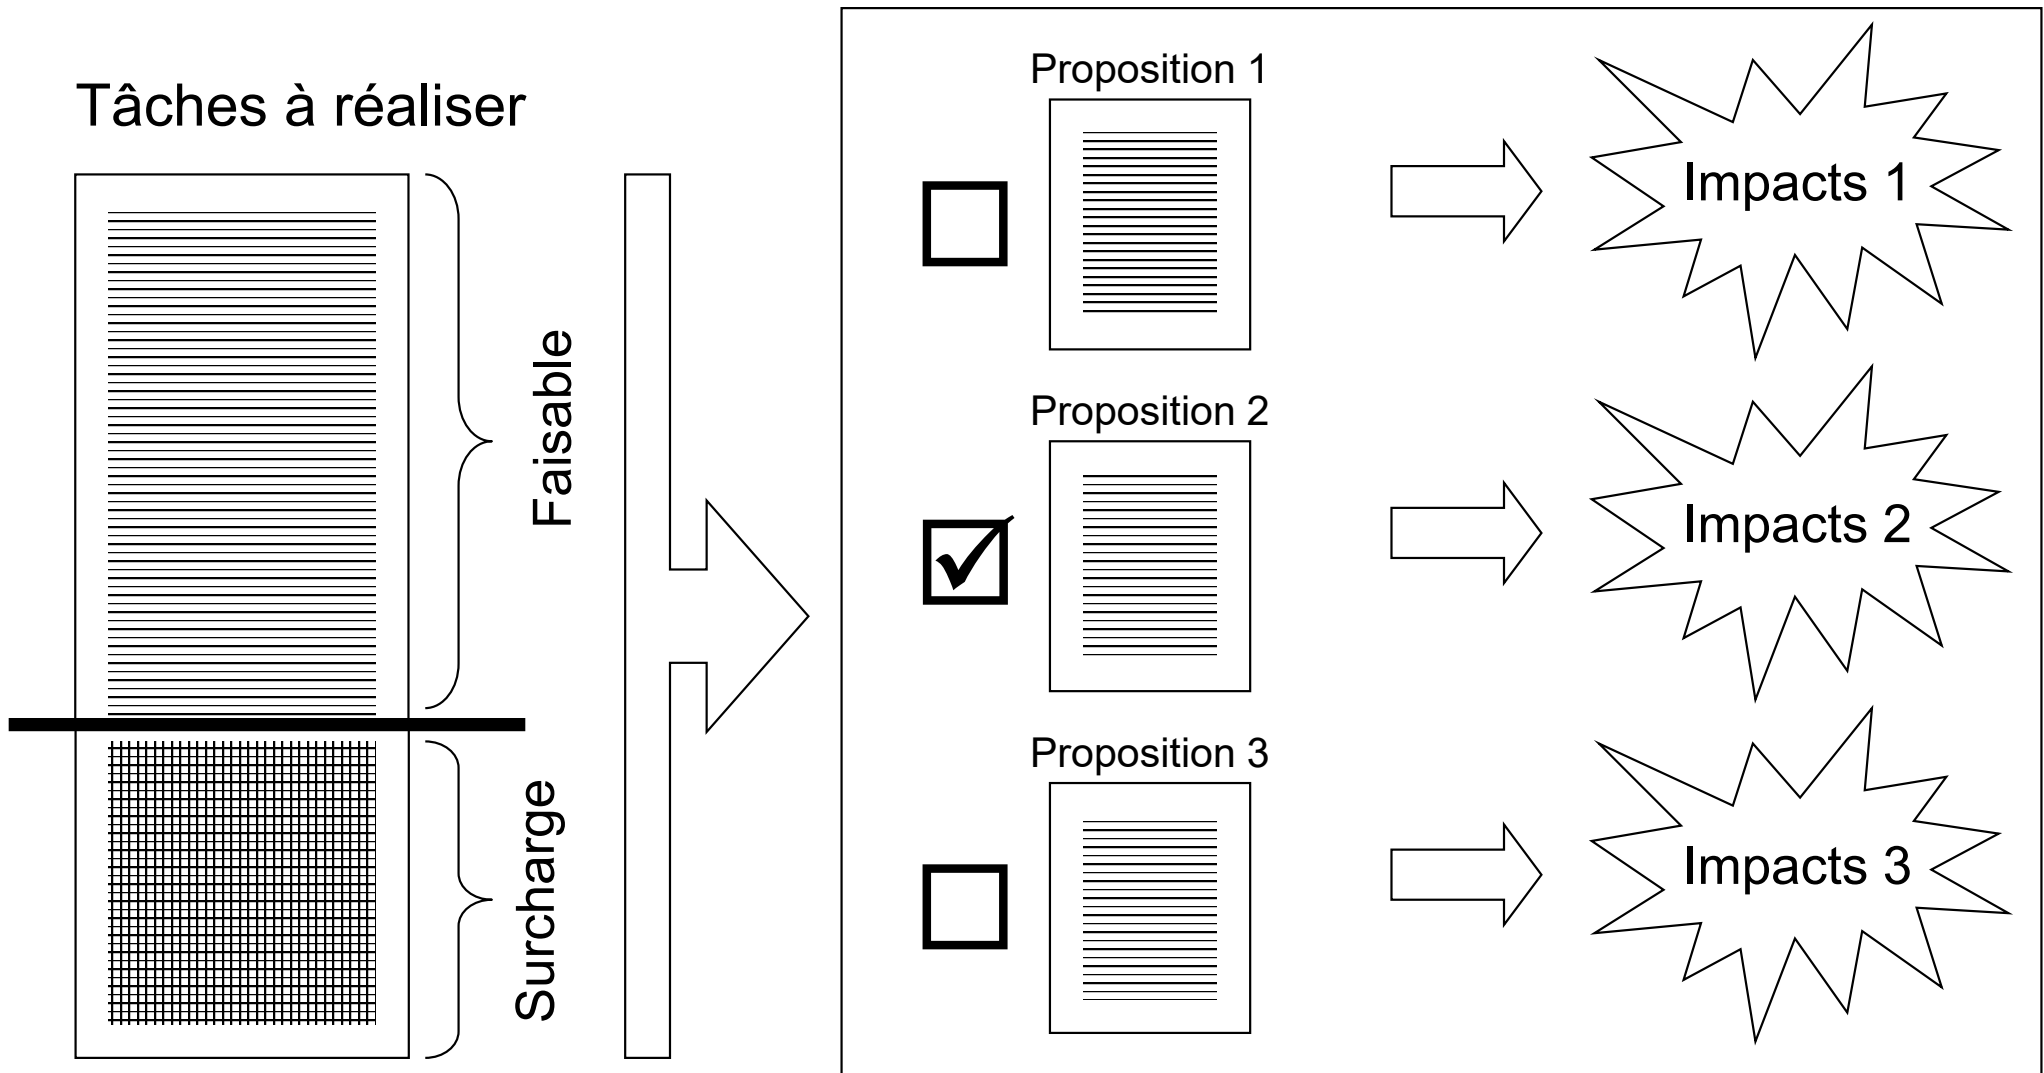 Tâches à réaliser
Faisable
Surcharge
Proposition 1
Impacts 1
Proposition 2
Impacts 2
Proposition 3
Impacts 3